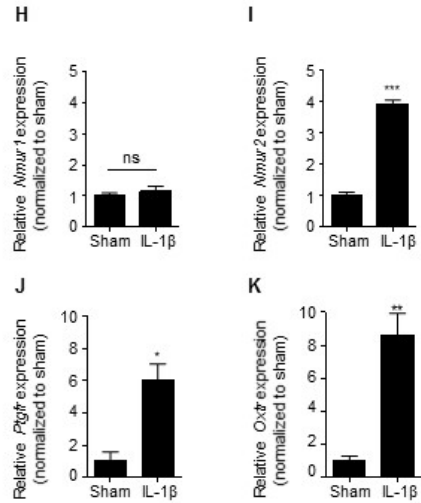 H
Relative Nmur1 expression
(normalized to sham)
5
4
3
2
1
0
ns
Sham IL-1β
I
Relative Nmur2 expression
(normalized to sham)
5
4
3
2
1
0
***
Sham IL-1β
J
Relative Ptgfr expression
(normalized to sham)
10
8
6
4
2
0
*
Sham IL-1β
K
Relative Oxtr expression
(normalized to sham)
10
8
6
4
2
0
**
Sham IL-1β